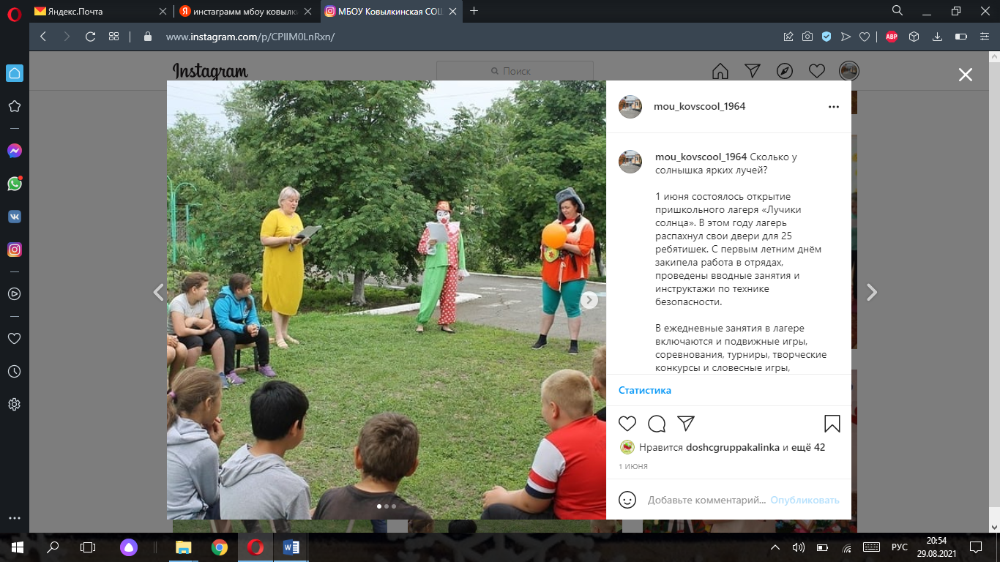 Яндекс.Почта
инстаграмм мбоу ковылки
МБОУ Ковылкинская СОШ
www.instagram.com/p/CPlIM0LnRxn/
ABP
Instagram
Поиск
mou_kovscool_1964
mou_kovscool_1964 Сколько у
солнышка ярких лучей?
1 июня состоялось открытие
пришкольного лагеря «Лучики
солнца». В этом году лагерь
распахнул свои двери для 25
ребятишек. С первым летним днём
закипела работа в отрядах,
проведены вводные занятия и
инструктажи по технике
безопасности.
В ежедневные занятия в лагере
включаются и подвижные игры,
соревнования, турниры, творческие
конкурсы и словесные игры,
Статистика
Нравится doshcgruppakalinka и ещё 42
1 ИЮНЯ
Добавьте комментарий... Опубликовать
РУС
20:54
29.08.2021